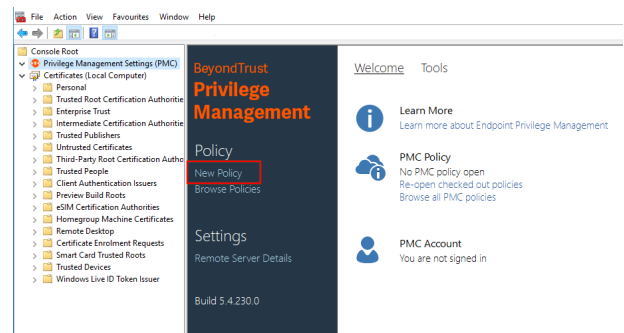 File Action View Favourites Window Help
Console Root
Privilege Management Settings (PMC)
Certificates (Local Computer)
Personal
Trusted Root Certification Authoritie
Enterprise Trust
Intermediate Certification Authoritie
Trusted Publishers
Untrusted Certificates
Third-Party Root Certification Autho
Trusted People
Client Authentication Issuers
Preview Build Roots
eSIM Certification Authorities
Homegroup Machine Certificates
Remote Desktop
Certificate Enrolment Requests
Smart Card Trusted Roots
Trusted Devices
Windows Live ID Token Issuer
BeyondTrust
Privilege
Management
Policy
New Policy
Browse Policies
Settings
Remote Server Details
Build 5.4.230.0
Welcome Tools
Learn More
Learn more about Endpoint Privilege Management
PMC Policy
No PMC policy open
Re-open checked out policies
Browse all PMC policies
PMC Account
You are not signed in